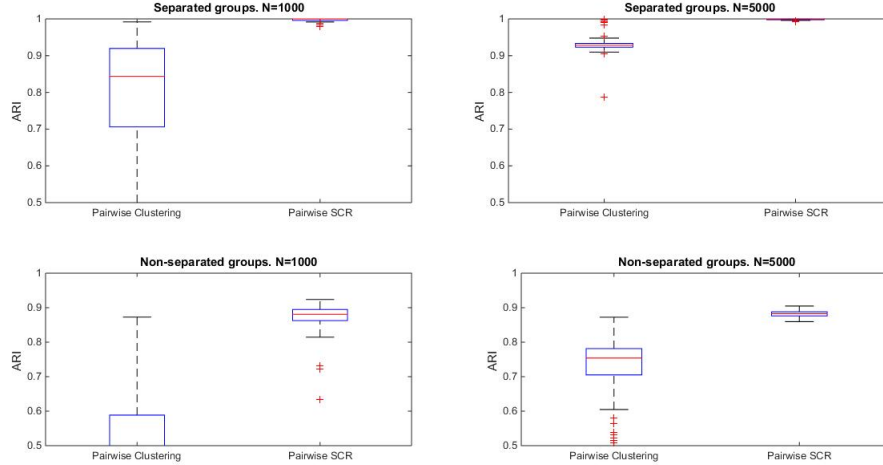 Separated groups. N=1000
1
0.9
0.8
0.7
0.6
0.5
ARI
Pairwise Clustering
Pairwise SCR
Separated groups. N=5000
1
0.9
0.8
0.7
0.6
0.5
ARI
Pairwise Clustering
Pairwise SCR
Non-separated groups. N=1000
1
0.9
0.8
0.7
0.6
0.5
ARI
Pairwise Clustering
Pairwise SCR
Non-separated groups. N=5000
1
0.9
0.8
0.7
0.6
0.5
ARI
Pairwise Clustering
Pairwise SCR